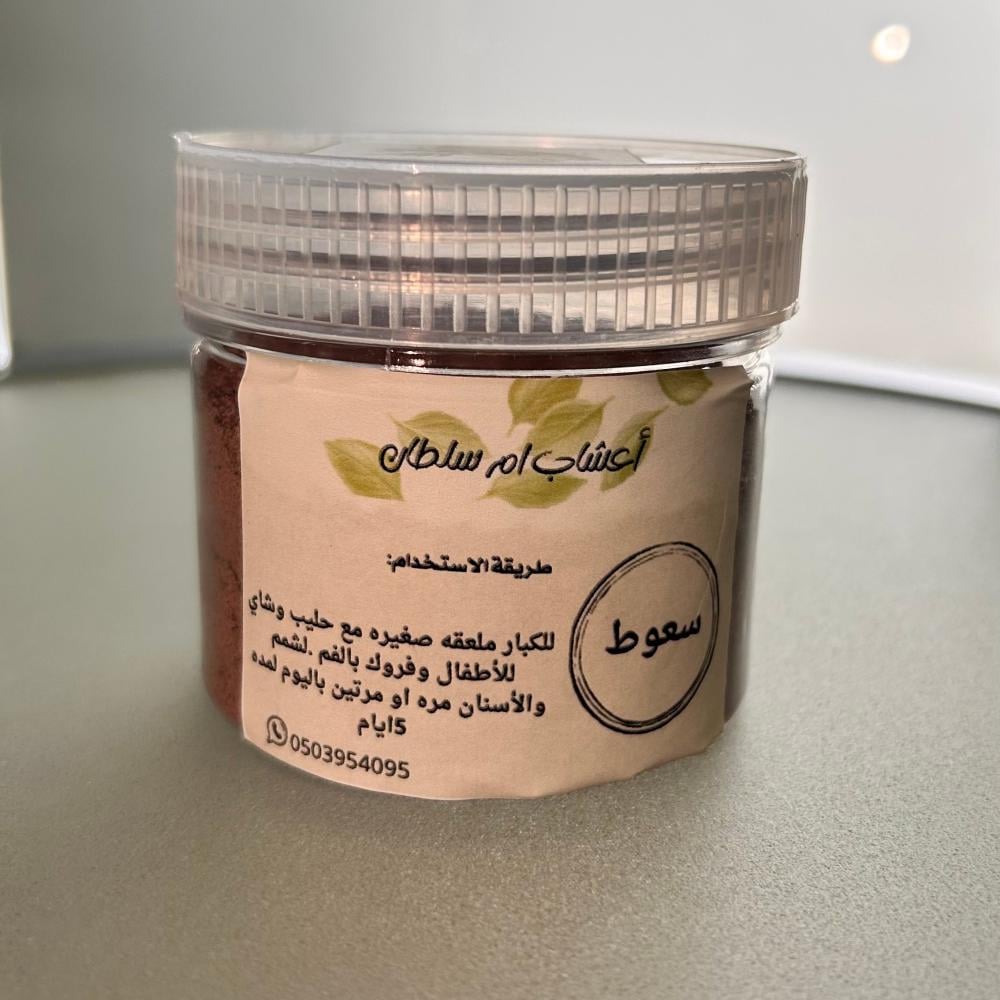 أعشاب ام سلطان
سعوط
طريقة الاستخدام:
للكبار ملعقه صغيره مع حليب وشاي
للأطفال وفروك بالفم .لشمم
والأسنان مره او مرتين باليوم لمده
5ايام
0503954095